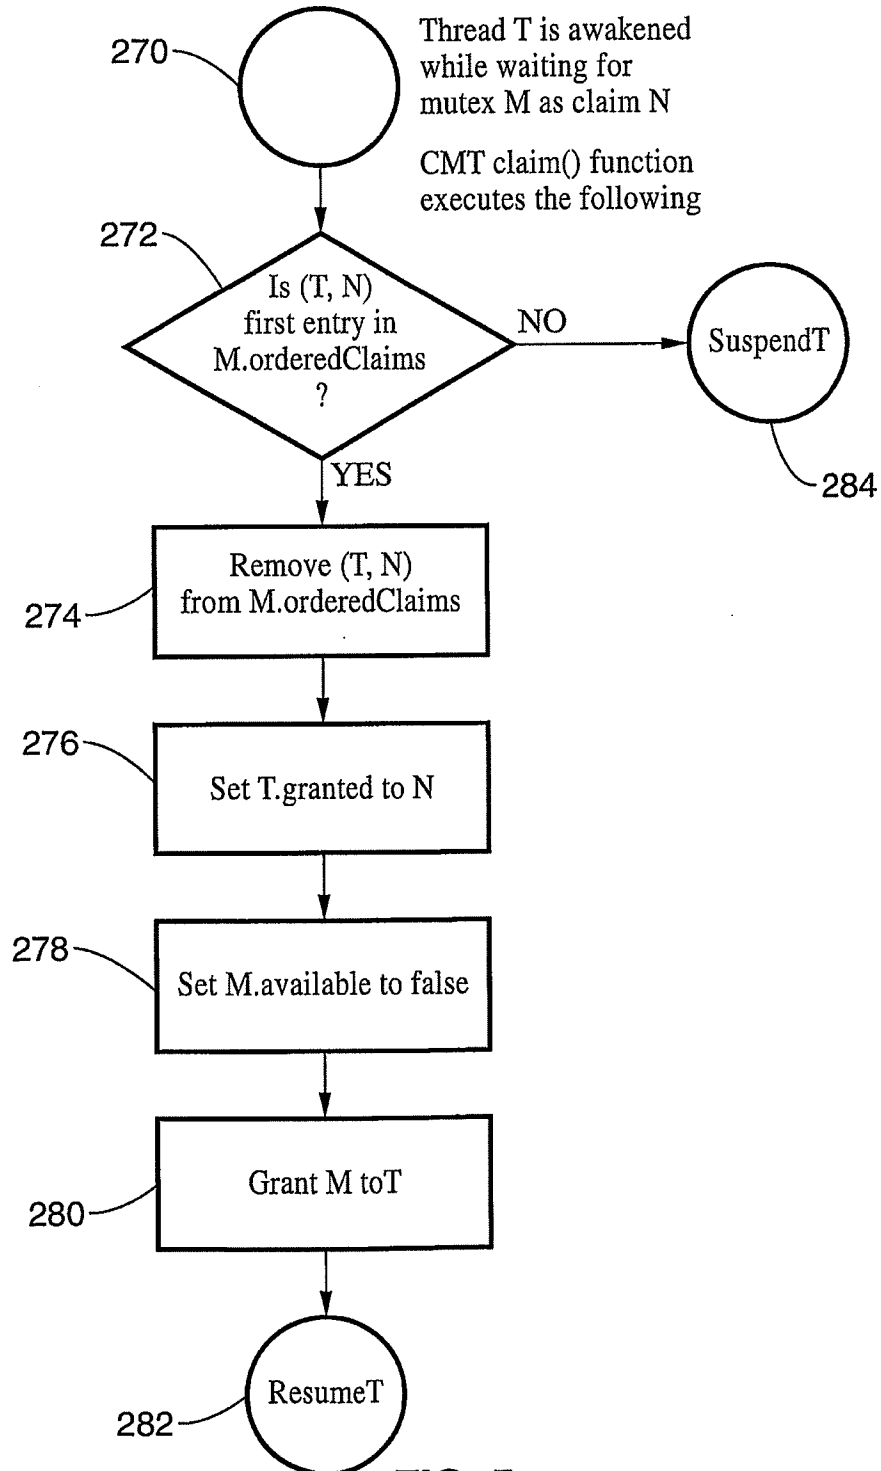 270
Thread T is awakened
while waiting for
mutex M as claim N
CMT claim() function
executes the following
272
Is (T, N)
first entry in
M.orderedClaims
?
NO
SuspendT
284
YES
Remove (T, N)
from M.orderedClaims
274
276
Set T.granted to N
278
Set M.available to false
Grant M toT
280
ResumeT
282